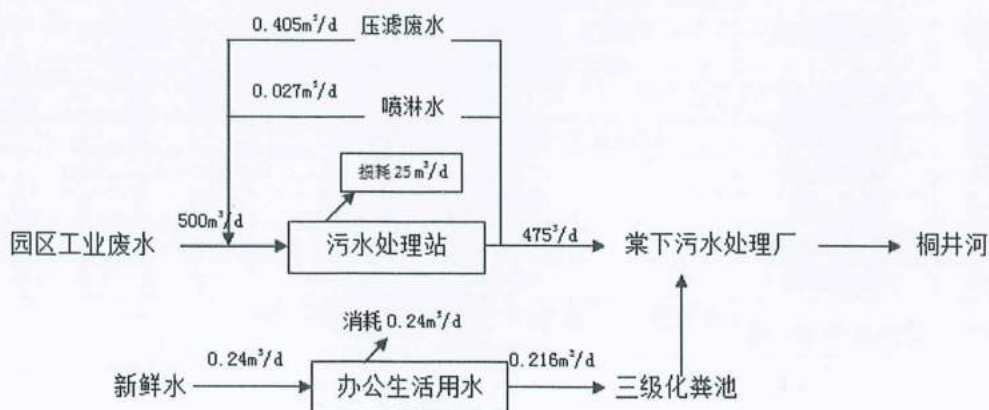 0.405m³/d 压滤废水
0.027m³/d 喷淋水
损耗25m³/d
500m³/d
园区工业废水 污水处理站 475³/d 棠下污水处理厂 桐井河
消耗0.24m³/d
0.24m³/d 0.216m³/d
新鲜水 办公生活用水 三级化粪池